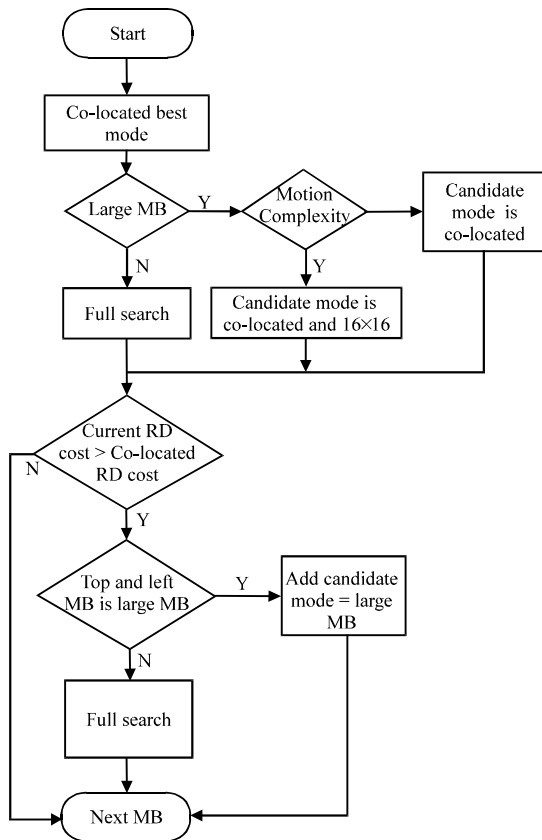 Start
Co-located best
mode
Large MB
Y
Motion
Complexity
Candidate
mode is
co-located
N
Y
Full search
Candidate mode is
co-located and 16×16
Current RD
cost > Co-located
RD cost
N
Y
Top and left
MB is large MB
Y
Add candidate
mode = large
MB
N
Full search
Next MB